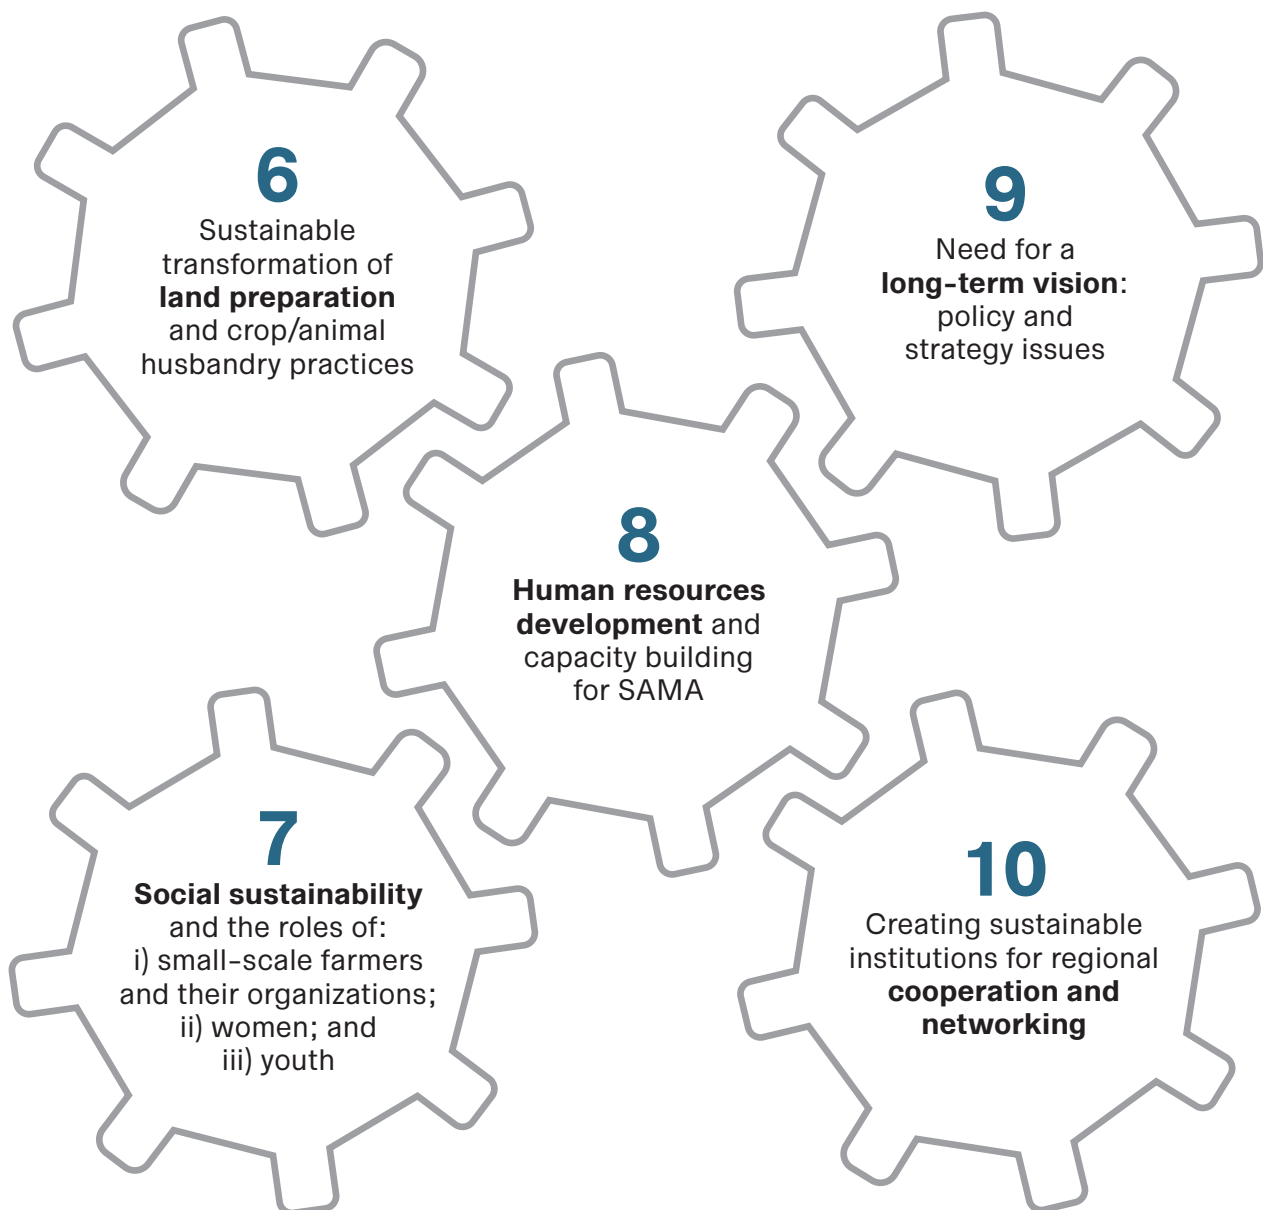 6
Sustainable
transformation of
land preparation
and crop/animal
husbandry practices
9
Need for a
long-term vision:
policy and
strategy issues
8
Human resources
development and
capacity building
for SAMA
7
Social sustainability
and the roles of:
i) small-scale farmers
and their organizations;
ii) women; and
iii) youth
10
Creating sustainable
institutions for regional
cooperation and
networking